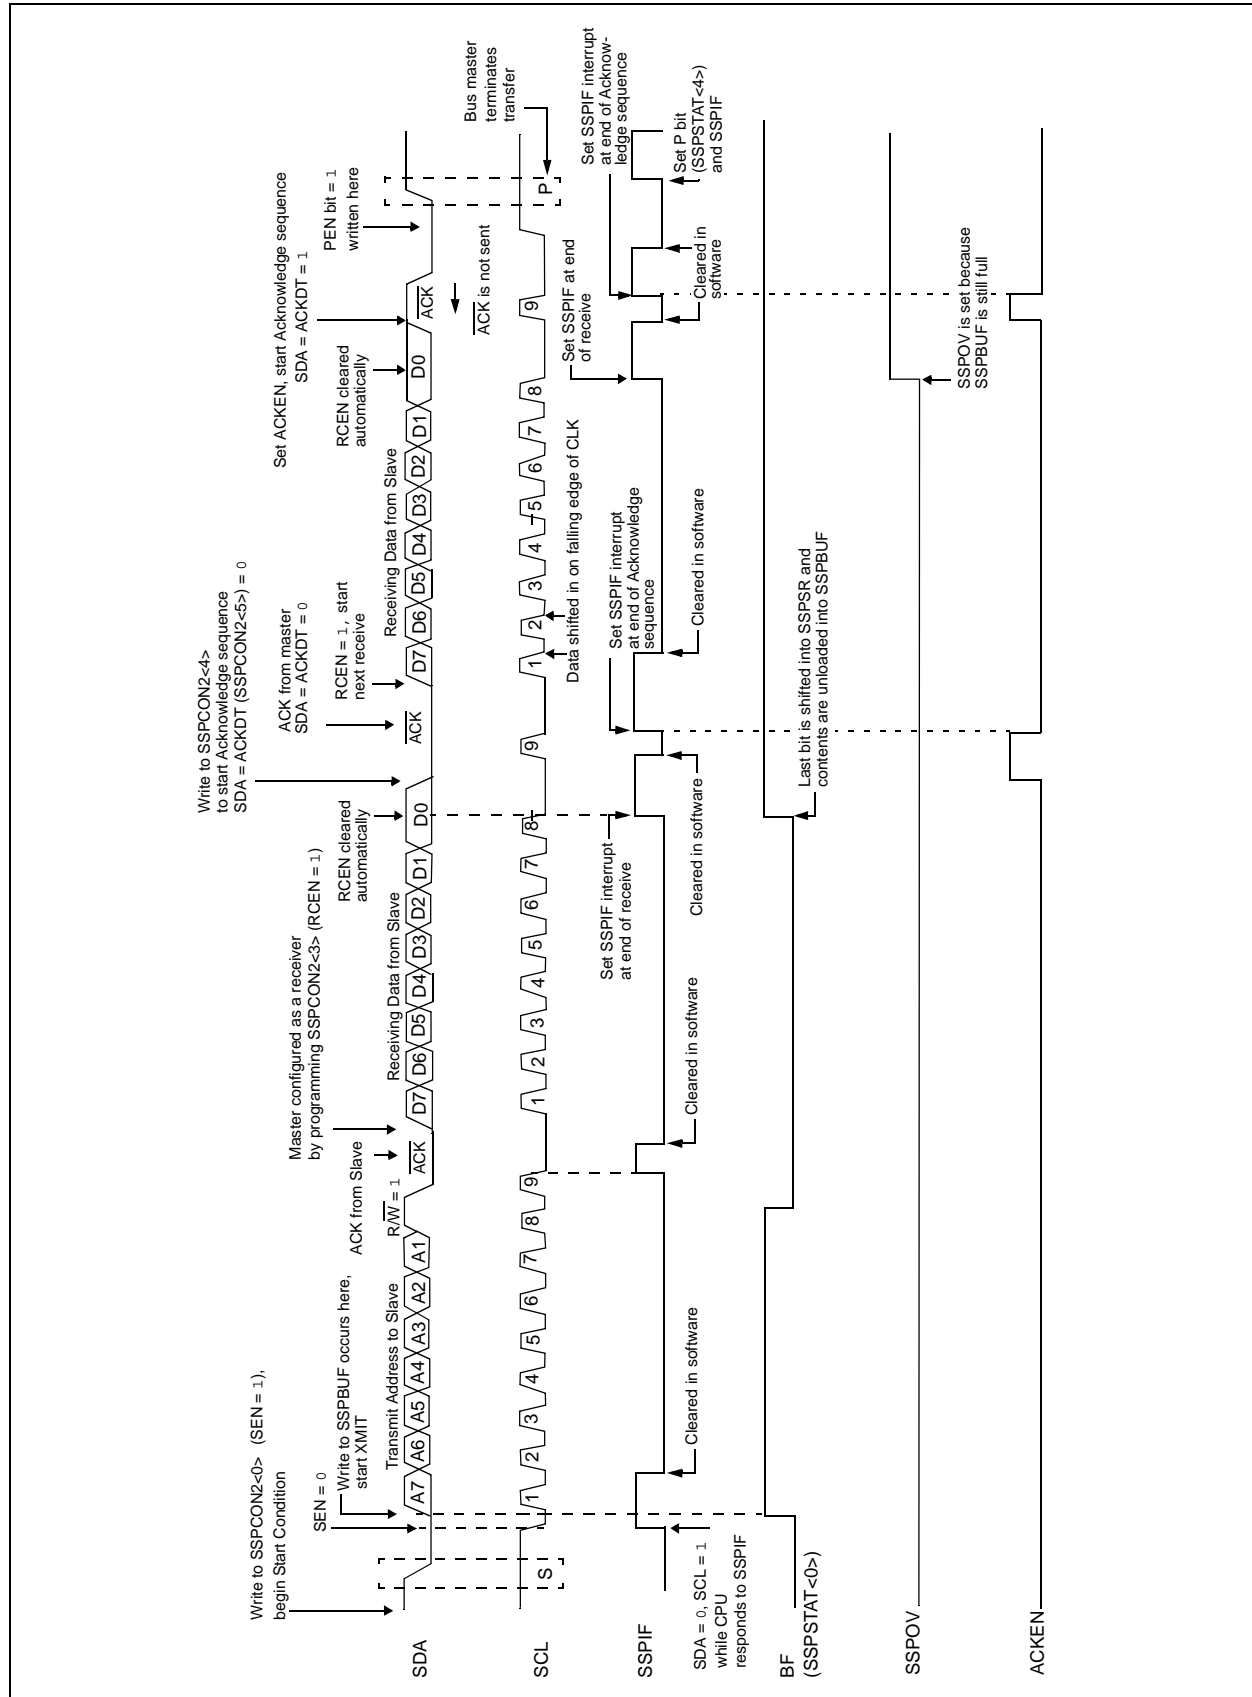 Write to SSPCON2<0> (SEN = 1),
begin Start Condition
SEN = 0
Write to SSPBUF occurs here,
start XMIT
Transmit Address to Slave
R/W = 1
ACK from Slave
Master configured as a receiver
by programming SSPCON2<3> (RCEN = 1)
Receiving Data from Slave
RCEN cleared
automatically
Write to SSPCON2<4>
to start Acknowledge sequence
SDA = ACKDT (SSPCON2<5>) = 0
ACK from master
SDA = ACKDT = 0
RCEN = 1, start
next receive
Receiving Data from Slave
RCEN cleared
automatically
Set ACKEN, start Acknowledge sequence
SDA = ACKDT = 1
PEN bit = 1
written here
SDA
A7 A6 A5 A4 A3 A2 A1 ACK D7 D6 D5 D4 D3 D2 D1 D0 ACK D7 D6 D5 D4 D3 D2 D1 D0 ACK
ACK is not sent
Bus master
terminates
transfer
SCL
S 1 2 3 4 5 6 7 8 9 1 2 3 4 5 6 7 8 9 1 2 3 4 5 6 7 8 9 P
Data shifted in on falling edge of CLK
Set SSPIF interrupt
at end of receive
Set SSPIF interrupt
at end of Acknowledge
sequence
Set SSPIF at end
of receive
Set SSPIF interrupt
at end of Acknow-
ledge sequence
SSPIF
SDA = 0, SCL = 1
while CPU
responds to SSPIF
Cleared in software
Cleared in software
Cleared in software
Cleared in software
Cleared in
software
Set P bit
(SSPSTAT<4>)
and SSPIF
BF
(SSPSTAT<0>)
Last bit is shifted into SSPSR and
contents are unloaded into SSPBUF
SSPOV
SSPOV is set because
SSPBUF is still full
ACKEN